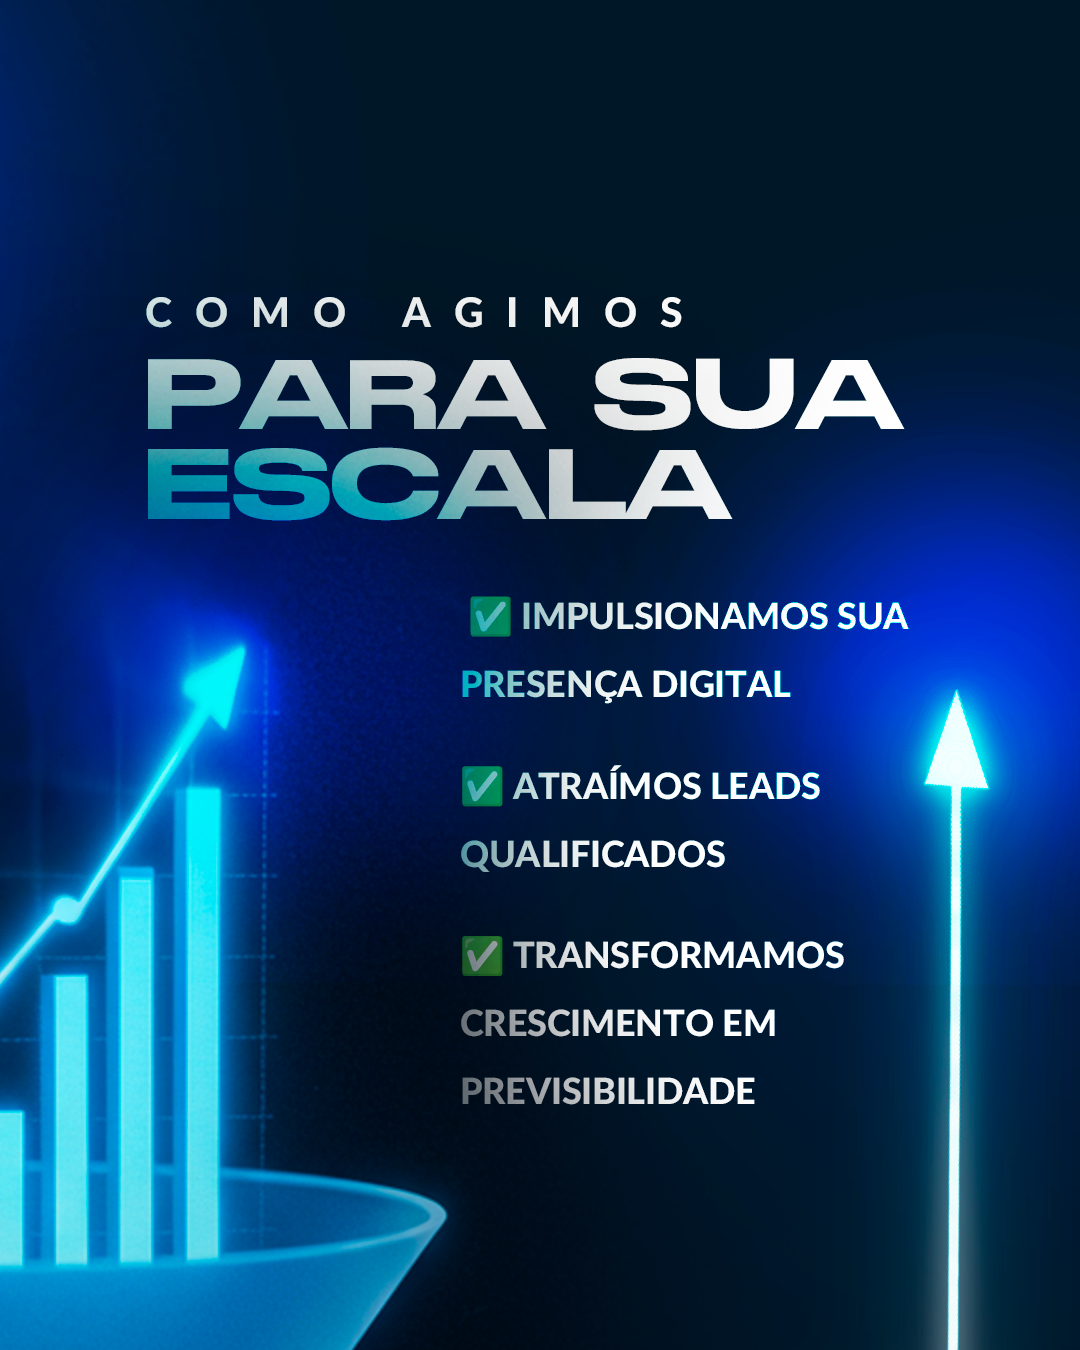 COMO AGIMOS
PARA SUA
ESCALA
✅ IMPULSIONAMOS SUA
PRESENÇA DIGITAL
✅ ATRAÍMOS LEADS
QUALIFICADOS
✅ TRANSFORMAMOS
CRESCIMENTO EM
PREVISIBILIDADE